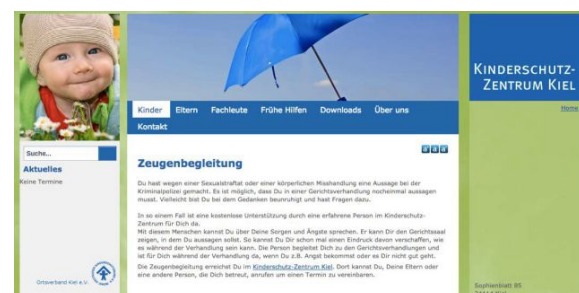 KINDERSCHUTZ-
ZENTRUM KIEL
Home
Kinder Eltern Fachleute Frühe Hilfen Downloads Über uns
Kontakt
Suche...
Aktuelles
Keine Termine
Zeugenbegleitung
Du hast wegen einer Sexualstraftat oder einer körperlichen Misshandlung eine Aussage bei der
Kriminalpolizei gemacht. Es ist möglich, dass Du in einer Gerichtsverhandlung nocheinmal aussagen
musst. Vielleicht bist Du bei dem Gedanken beunruhigt und hast Fragen dazu.
In so einem Fall ist eine kostenlose Unterstützung durch eine erfahrene Person im Kinderschutz-
Zentrum für Dich da.
Mit diesem Menschen kannst Du über Deine Sorgen und Ängste sprechen. Er kann Dir den Gerichtssaal
zeigen, in dem Du aussagen sollst. So kannst Du Dir schon mal einen Eindruck davon verschaffen, wie
es während der Verhandlung sein kann. Die Person begleitet Dich zu den Gerichtsverhandlungen und
ist für Dich während der Verhandlung da, wenn Du z.B. Angst bekommst oder es Dir nicht gut geht.
Die Zeugenbegleitung erreichst Du im Kinderschutz-Zentrum Kiel. Dort kannst Du, Deine Eltern oder
eine andere Person, die Dich betreut, anrufen um einen Termin zu vereinbaren.
Ortsverband Kiel e.V.
Sophienblatt 85